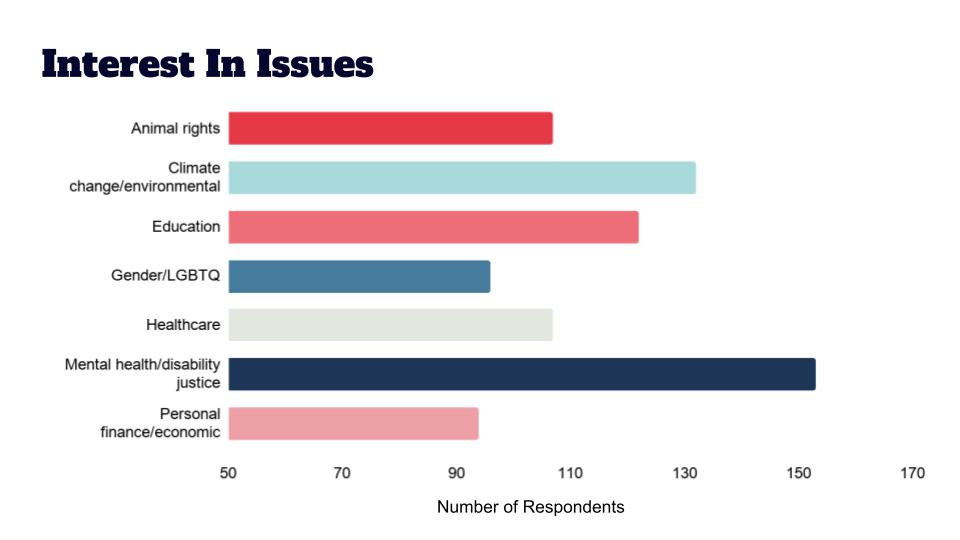 Interest In Issues
Animal rights
Climate
change/environmental
Education
Gender/LGBTQ
Healthcare
Mental health/disability
justice
Personal
finance/economic
50 70 90 110 130 150 170
Number of Respondents